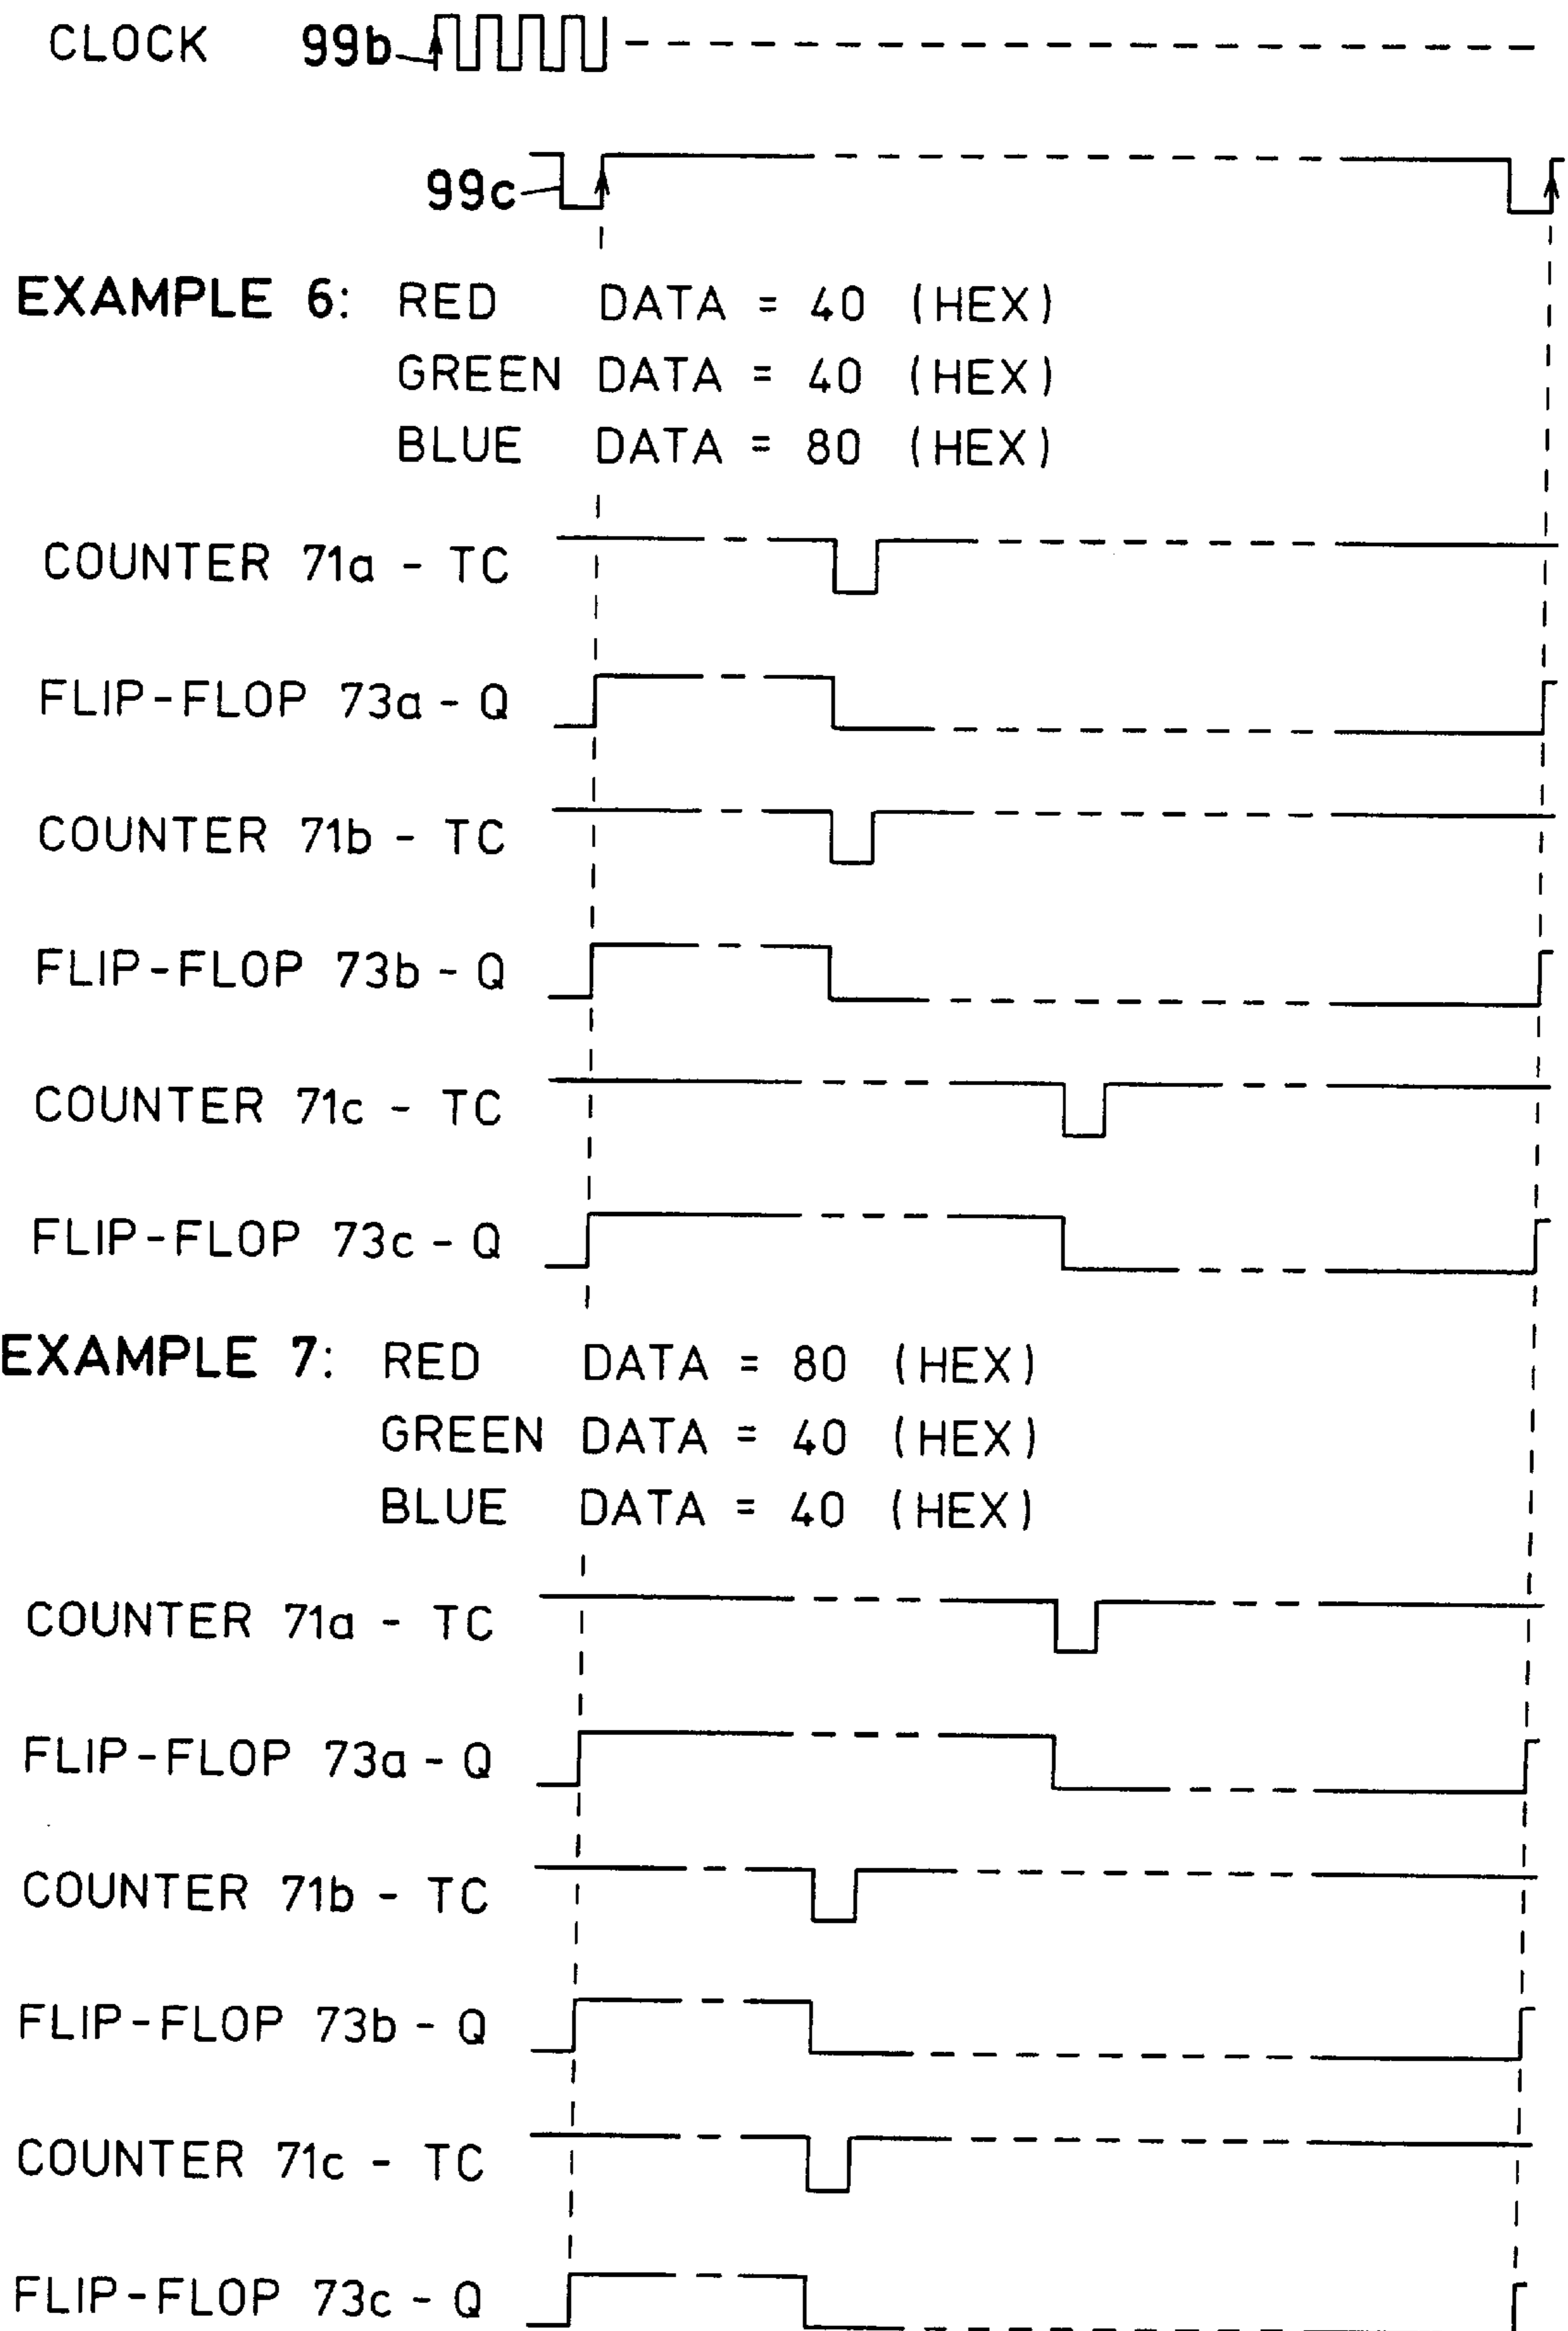 CLOCK 99b
99c
EXAMPLE 6: RED DATA = 40 (HEX)
GREEN DATA = 40 (HEX)
BLUE DATA = 80 (HEX)
COUNTER 71a - TC
FLIP-FLOP 73a - Q
COUNTER 71b - TC
FLIP-FLOP 73b - Q
COUNTER 71c - TC
FLIP-FLOP 73c - Q
EXAMPLE 7: RED DATA = 80 (HEX)
GREEN DATA = 40 (HEX)
BLUE DATA = 40 (HEX)
COUNTER 71a - TC
FLIP-FLOP 73a - Q
COUNTER 71b - TC
FLIP-FLOP 73b - Q
COUNTER 71c - TC
FLIP-FLOP 73c - Q